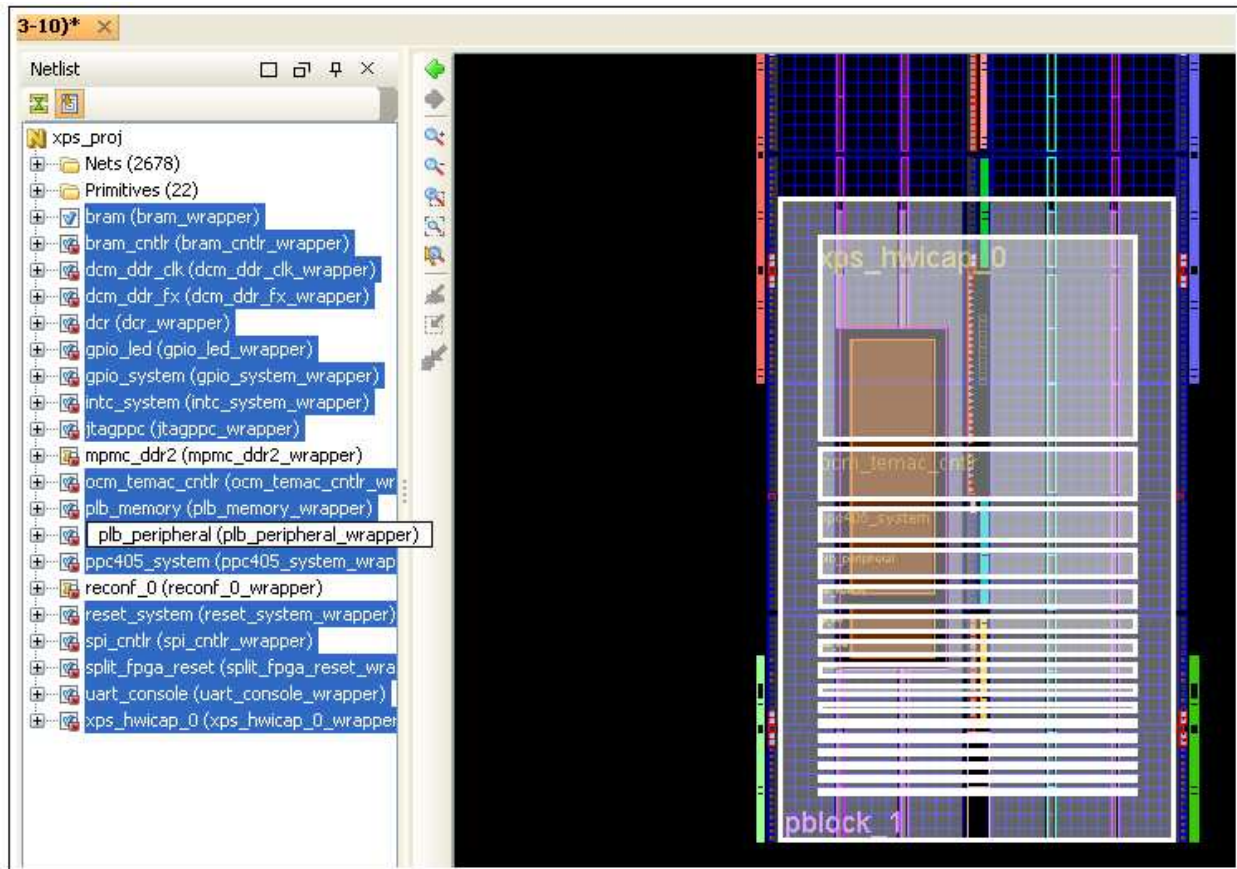 3-10)*
Netlist
xps_proj
Nets (2678)
Primitives (22)
bram (bram_wrapper)
bram_cntlr (bram_cntlr_wrapper)
dcm_ddr_clk (dcm_ddr_clk_wrapper)
dcm_ddr_fx (dcm_ddr_fx_wrapper)
dcr (dcr_wrapper)
gpio_led (gpio_led_wrapper)
gpio_system (gpio_system_wrapper)
intc_system (intc_system_wrapper)
jtagppc (jtagppc_wrapper)
mpmc_ddr2 (mpmc_ddr2_wrapper)
ocm_temac_cntlr (ocm_temac_cntlr_wr
plb_memory (plb_memory_wrapper)
plb_peripheral (plb_peripheral_wrapper)
ppc405_system (ppc405_system_wrap
reconf_0 (reconf_0_wrapper)
reset_system (reset_system_wrapper)
spi_cntlr (spi_cntlr_wrapper)
split_fpga_reset (split_fpga_reset_wra
uart_console (uart_console_wrapper)
xps_hwicap_0 (xps_hwicap_0_wrapper
xps_hwicap_0
ocm_temac_cntlr
ppc405_system
plb_peripheral
pblock_1